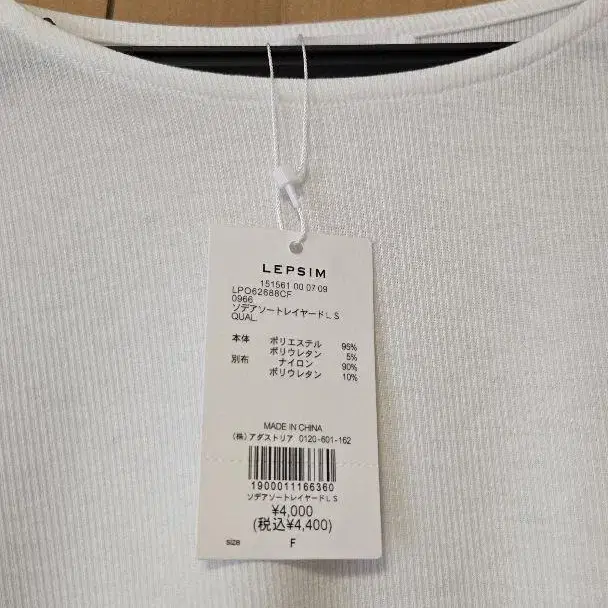 LEPSIM
151561 00 07 09
LPO62688CF
0966
ソデアソートレイヤードLS
QUAL.
本体 ポリエステル 95%
ポリウレタン 5%
別布 ナイロン 90%
ポリウレタン 10%
MADE IN CHINA
(株)アダストリア 0120-601-162
1900011166360
ソデアソートレイヤードLS
¥4,000
(税込¥4,400)
SIZE F